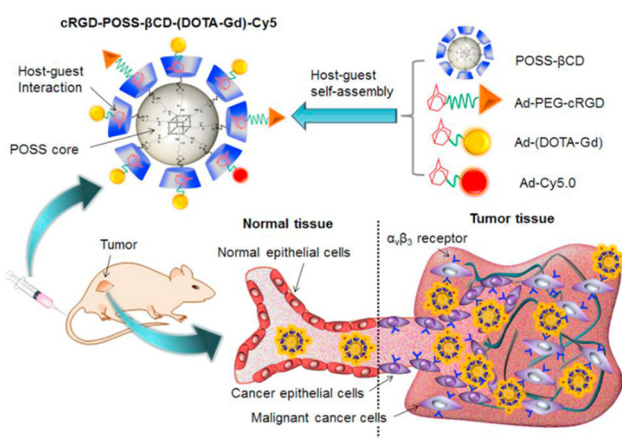 cRGD-POSS-βCD-(DOTA-Gd)-Cy5
Host-guest
Interaction
POSS core
Host-guest
self-assembly
POSS-βCD
Ad-PEG-cRGD
Ad-(DOTA-Gd)
Ad-Cy5.0
Tumor
Normal tissue
Normal epithelial cells
Tumor tissue
αvβ3 receptor
Cancer epithelial cells
Malignant cancer cells